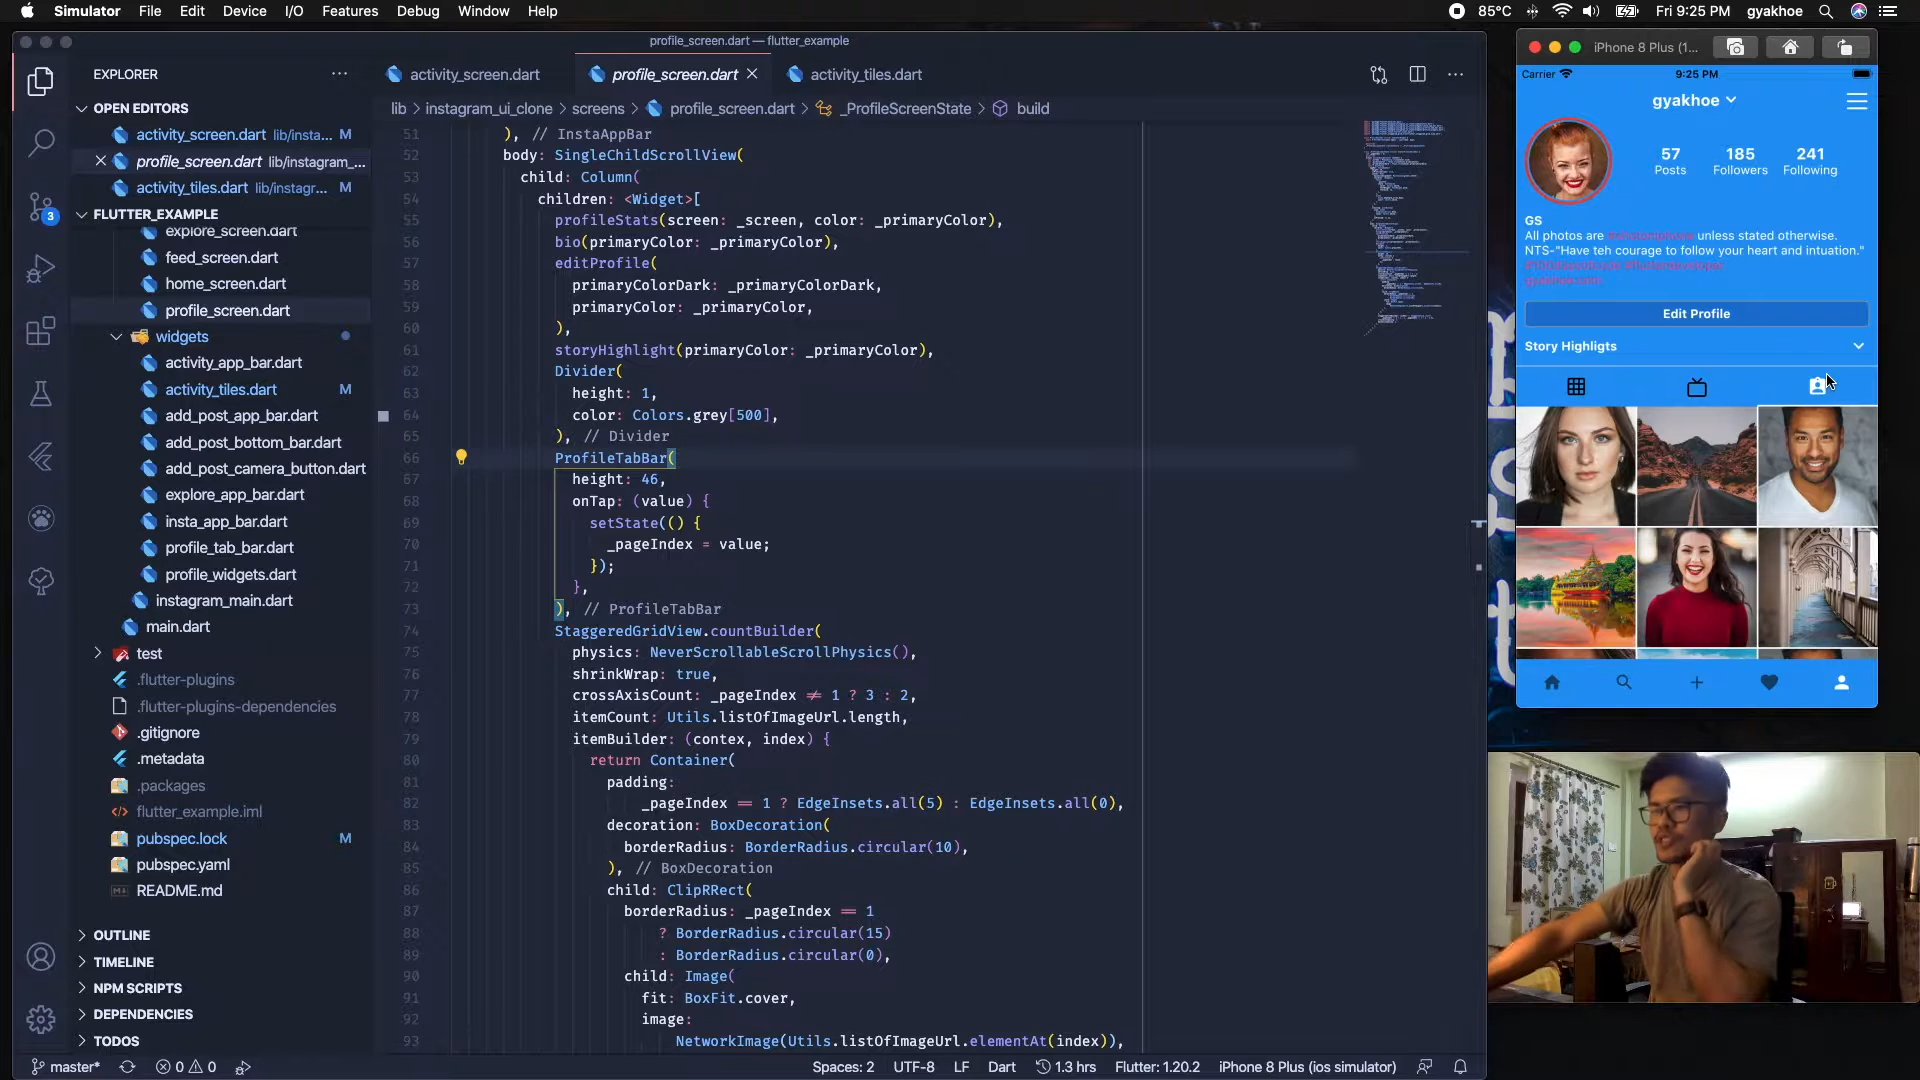 Simulator File Edit Device I/O Features Debug Window Help
85°C Fri 9:25 PM gyakhoe
profile_screen.dart — flutter_example
EXPLORER
OPEN EDITORS
activity_screen.dart lib/insta... M
profile_screen.dart lib/instagram_...
activity_tiles.dart lib/instagr... M
FLUTTER_EXAMPLE
explore_screen.dart
feed_screen.dart
home_screen.dart
profile_screen.dart
widgets
activity_app_bar.dart
activity_tiles.dart M
add_post_app_bar.dart
add_post_bottom_bar.dart
add_post_camera_button.dart
explore_app_bar.dart
insta_app_bar.dart
profile_tab_bar.dart
profile_widgets.dart
instagram_main.dart
main.dart
test
.flutter-plugins
.flutter-plugins-dependencies
.gitignore
.metadata
.packages
flutter_example.iml
pubspec.lock M
pubspec.yaml
README.md
OUTLINE
TIMELINE
NPM SCRIPTS
DEPENDENCIES
TODOS
3
activity_screen.dart profile_screen.dart activity_tiles.dart
lib > instagram_ui_clone > screens > profile_screen.dart > _ProfileScreenState > build
51 ), // InstaAppBar
52 body: SingleChildScrollView(
53 child: Column(
54 children: <Widget>[
55 profileStats(screen: _screen, color: _primaryColor),
56 bio(primaryColor: _primaryColor),
57 editProfile(
58 primaryColorDark: _primaryColorDark,
59 primaryColor: _primaryColor,
60 ),
61 storyHighlight(primaryColor: _primaryColor),
62 Divider(
63 height: 1,
64 color: Colors.grey[500],
65 ), // Divider
66 ProfileTabBar(
67 height: 46,
68 onTap: (value) {
69 setState(() {
70 _pageIndex = value;
71 });
72 },
73 ), // ProfileTabBar
74 StaggeredGridView.countBuilder(
75 physics: NeverScrollableScrollPhysics(),
76 shrinkWrap: true,
77 crossAxisCount: _pageIndex ≠ 1 ? 3 : 2,
78 itemCount: Utils.listOfImageUrl.length,
79 itemBuilder: (contex, index) {
80 return Container(
81 padding:
82 _pageIndex == 1 ? EdgeInsets.all(5) : EdgeInsets.all(0),
83 decoration: BoxDecoration(
84 borderRadius: BorderRadius.circular(10),
85 ), // BoxDecoration
86 child: ClipRRect(
87 borderRadius: _pageIndex == 1
88 ? BorderRadius.circular(15)
89 : BorderRadius.circular(0),
90 child: Image(
91 fit: BoxFit.cover,
92 image:
93 NetworkImage(Utils.listOfImageUrl.elementAt(index)),
master* 0 0 Spaces: 2 UTF-8 LF Dart 1.3 hrs Flutter: 1.20.2 iPhone 8 Plus (ios simulator)
iPhone 8 Plus (1...
Carrier 9:25 PM
gyakhoe
57 185 241
Posts Followers Following
GS
All photos are unless stated otherwise.
NTS-"Have teh courage to follow your heart and intuation."
Edit Profile
Story Highligts